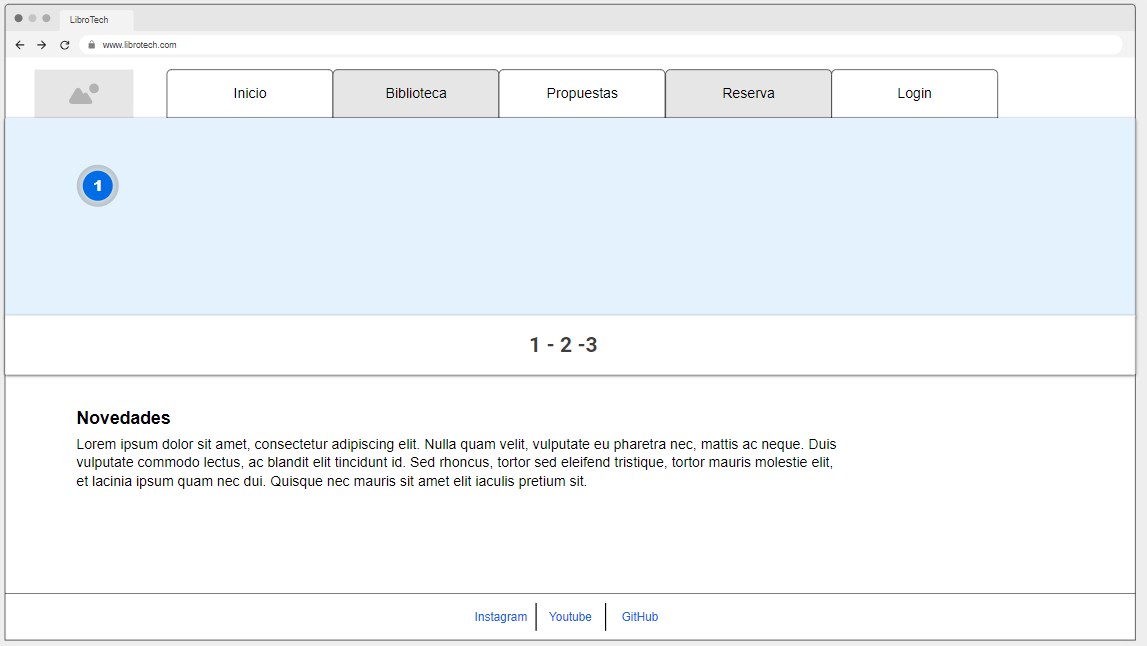 LibroTech
www.librotech.com
Inicio
Biblioteca
Propuestas
Reserva
Login
1
1 - 2 -3
Novedades
Lorem ipsum dolor sit amet, consectetur adipiscing elit. Nulla quam velit, vulputate eu pharetra nec, mattis ac neque. Duis
vulputate commodo lectus, ac blandit elit tincidunt id. Sed rhoncus, tortor sed eleifend tristique, tortor mauris molestie elit,
et lacinia ipsum quam nec dui. Quisque nec mauris sit amet elit iaculis pretium sit.
Instagram
Youtube
GitHub